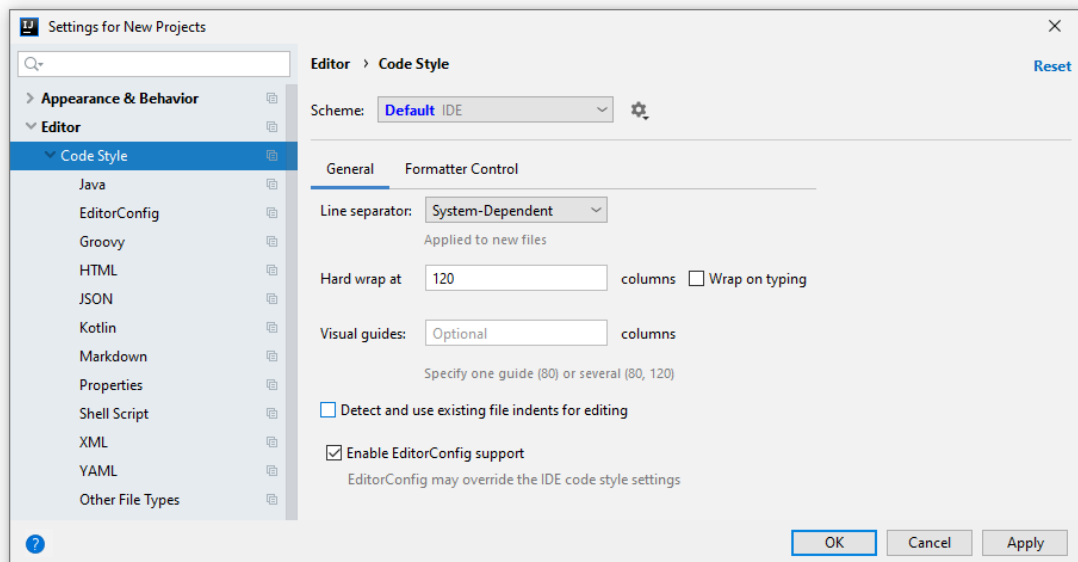 IJ Settings for New Projects
Appearance & Behavior
Editor
Code Style
Java
EditorConfig
Groovy
HTML
JSON
Kotlin
Markdown
Properties
Shell Script
XML
YAML
Other File Types
Editor › Code Style
Reset
Scheme: Default IDE
General Formatter Control
Line separator: System-Dependent
Applied to new files
Hard wrap at 120 columns Wrap on typing
Visual guides: Optional columns
Specify one guide (80) or several (80, 120)
Detect and use existing file indents for editing
Enable EditorConfig support
EditorConfig may override the IDE code style settings
? OK Cancel Apply